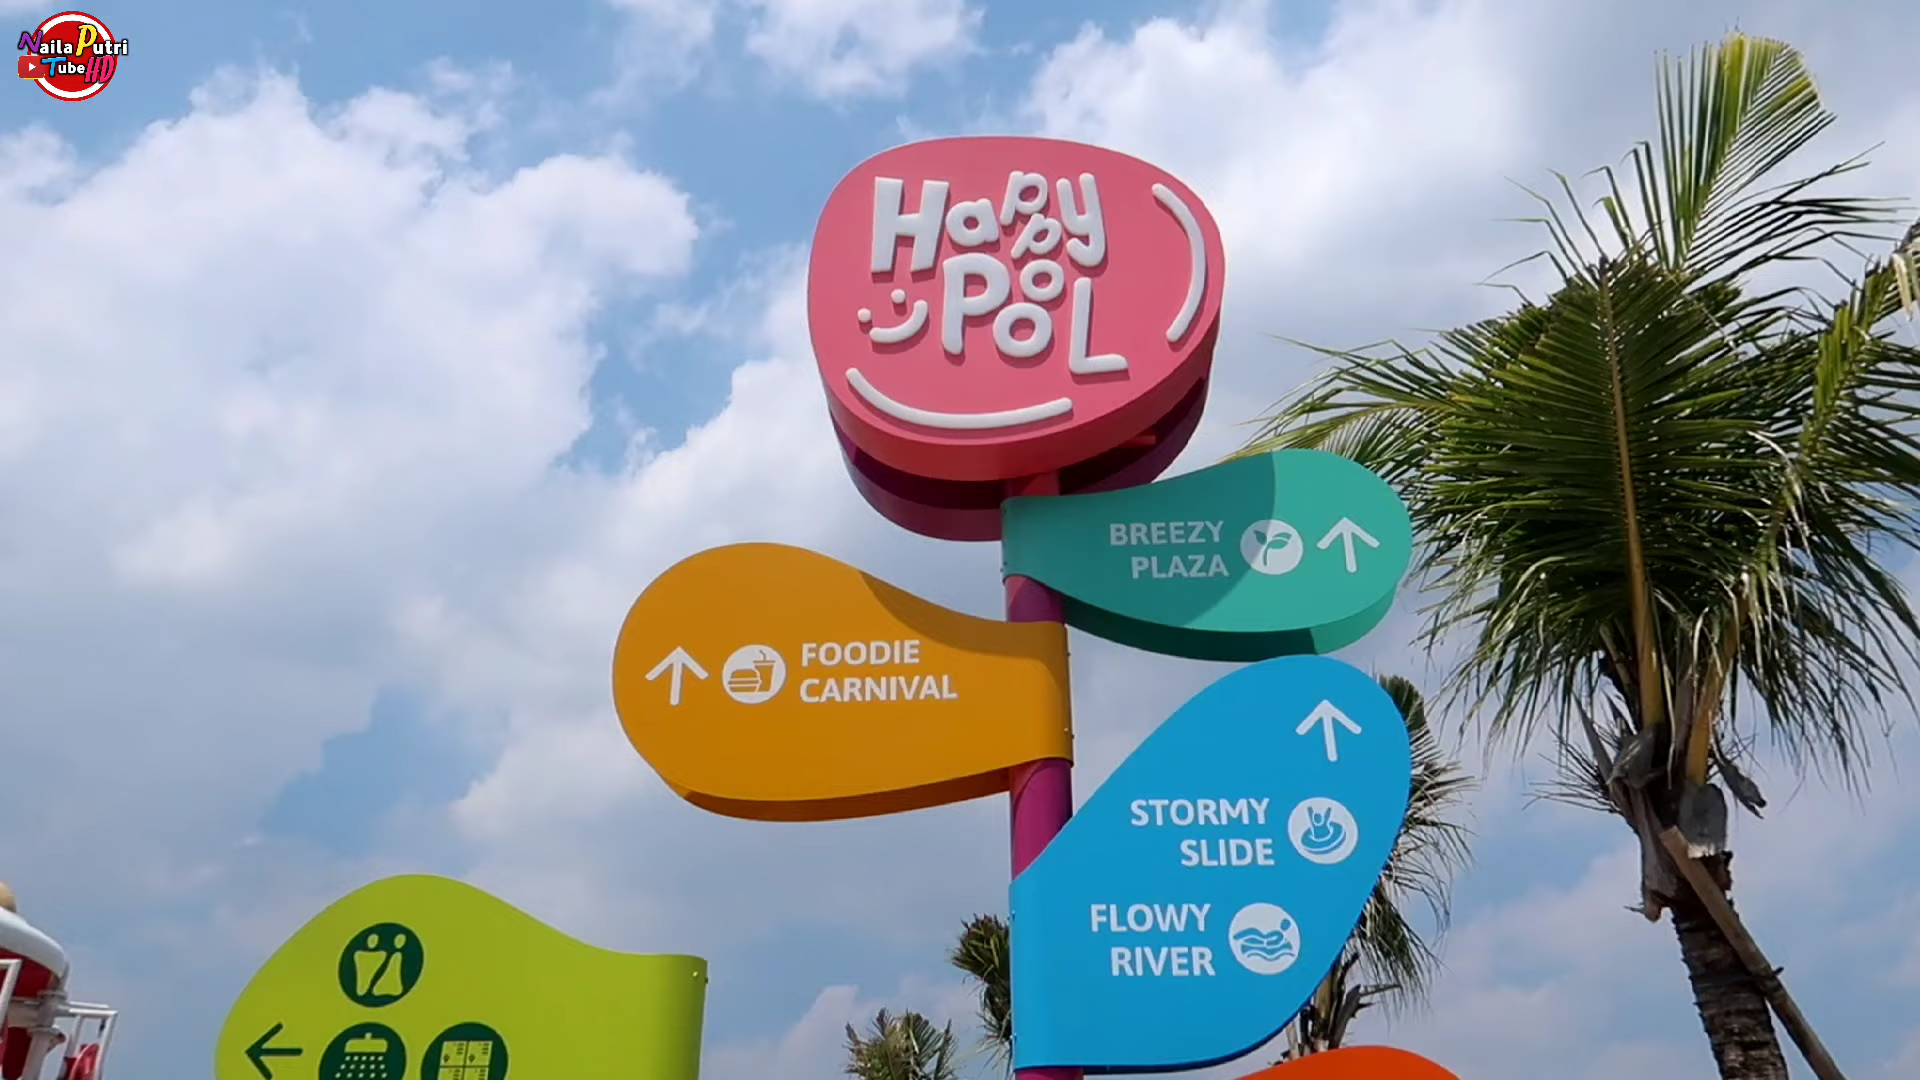 Naila Putri
Tube HD
Happy
Pool
BREEZY
PLAZA
FOODIE
CARNIVAL
STORMY
SLIDE
FLOWY
RIVER